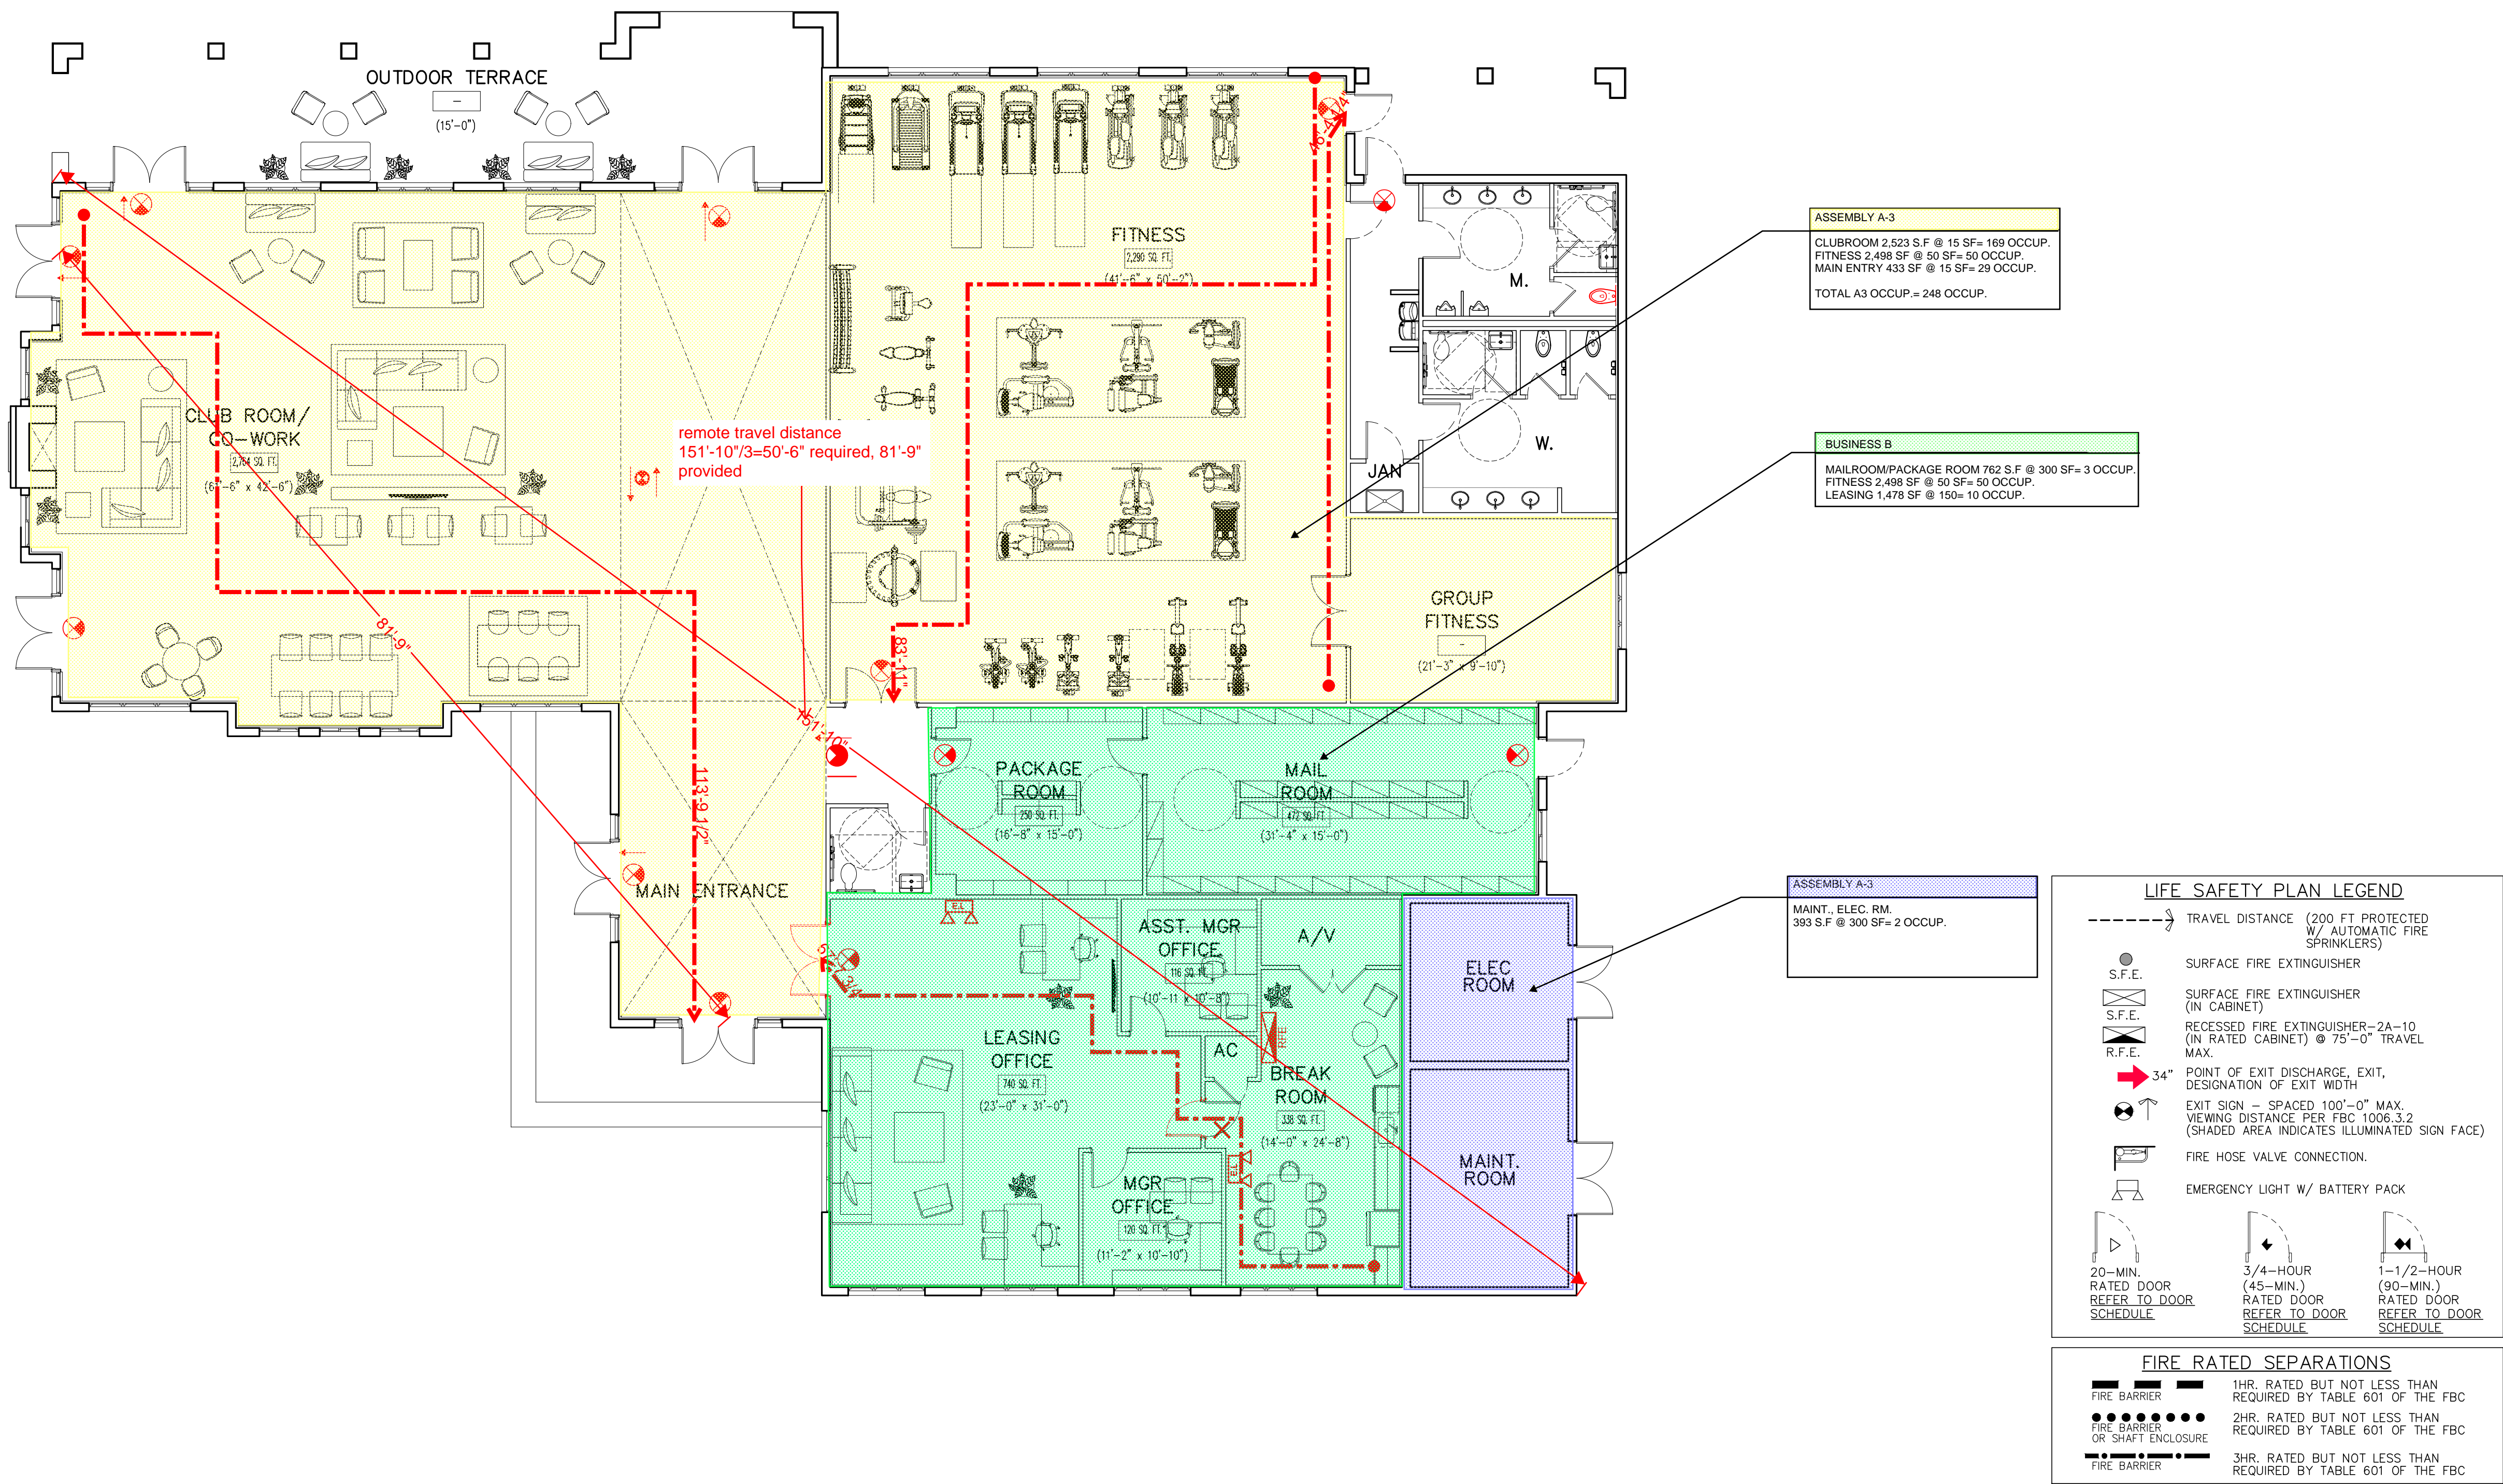 OUTDOOR TERRACE
(15'-0")
46'-4 1/4"
FITNESS
2,290 SQ. FT.
(41'-6" x 50'-2")
M.
CLUB ROOM/
CO-WORK
2,764 SQ. FT.
remote travel distance
151'-10"/3=50'-6" required, 81'-9"
provided
W.
JAN
GROUP
FITNESS
-
(21'-3" x 9'-10")
81'-9"
83'-11"
151'-10"
113'-9 1/2"
PACKAGE
ROOM
250 SQ. FT.
(16'-8" x 15'-0")
MAIL
ROOM
472 SQ. FT.
(31'-4" x 15'-0")
MAIN ENTRANCE
E.L
ASST. MGR
OFFICE
116 SQ. FT.
(10'-11 x 10'-8")
A/V
ELEC
ROOM
LEASING
OFFICE
740 SQ. FT.
(23'-0" x 31'-0")
AC
RFE
BREAK
ROOM
338 SQ. FT.
(14'-0" x 24'-8")
E.L
MGR
OFFICE
120 SQ. FT.
(11'-2" x 10'-10")
MAINT.
ROOM
ASSEMBLY A-3
CLUBROOM 2,523 S.F @ 15 SF= 169 OCCUP.
FITNESS 2,498 SF @ 50 SF= 50 OCCUP.
MAIN ENTRY 433 SF @ 15 SF= 29 OCCUP.
TOTAL A3 OCCUP.= 248 OCCUP.
BUSINESS B
MAILROOM/PACKAGE ROOM 762 S.F @ 300 SF= 3 OCCUP.
FITNESS 2,498 SF @ 50 SF= 50 OCCUP.
LEASING 1,478 SF @ 150= 10 OCCUP.
ASSEMBLY A-3
MAINT., ELEC. RM.
393 S.F @ 300 SF= 2 OCCUP.
LIFE SAFETY PLAN LEGEND
TRAVEL DISTANCE (200 FT PROTECTED
W/ AUTOMATIC FIRE
SPRINKLERS)
S.F.E.
SURFACE FIRE EXTINGUISHER
S.F.E.
SURFACE FIRE EXTINGUISHER
(IN CABINET)
R.F.E.
RECESSED FIRE EXTINGUISHER-2A-10
(IN RATED CABINET) @ 75'-0" TRAVEL
MAX.
34"
POINT OF EXIT DISCHARGE, EXIT,
DESIGNATION OF EXIT WIDTH
EXIT SIGN - SPACED 100'-0" MAX.
VIEWING DISTANCE PER FBC 1006.3.2
(SHADED AREA INDICATES ILLUMINATED SIGN FACE)
FIRE HOSE VALVE CONNECTION.
EMERGENCY LIGHT W/ BATTERY PACK
20-MIN.
RATED DOOR
REFER TO DOOR
SCHEDULE
3/4-HOUR
(45-MIN.)
RATED DOOR
REFER TO DOOR
SCHEDULE
1-1/2-HOUR
(90-MIN.)
RATED DOOR
REFER TO DOOR
SCHEDULE
FIRE RATED SEPARATIONS
FIRE BARRIER
1HR. RATED BUT NOT LESS THAN
REQUIRED BY TABLE 601 OF THE FBC
FIRE BARRIER
OR SHAFT ENCLOSURE
2HR. RATED BUT NOT LESS THAN
REQUIRED BY TABLE 601 OF THE FBC
FIRE BARRIER
3HR. RATED BUT NOT LESS THAN
REQUIRED BY TABLE 601 OF THE FBC